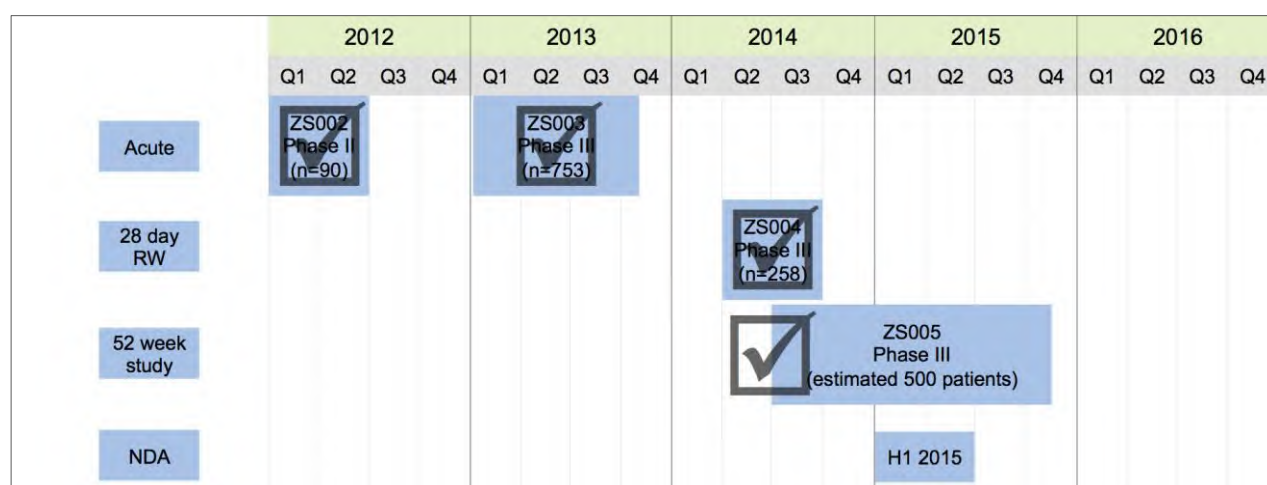 2012 2013 2014 2015 2016
Q1 Q2 Q3 Q4 Q1 Q2 Q3 Q4 Q1 Q2 Q3 Q4 Q1 Q2 Q3 Q4 Q1 Q2 Q3 Q4
Acute
ZS002
Phase II
(n=90)
ZS003
Phase III
(n=753)
28 day
RW
ZS004
Phase III
(n=258)
52 week
study
ZS005
Phase III
(estimated 500 patients)
NDA
H1 2015